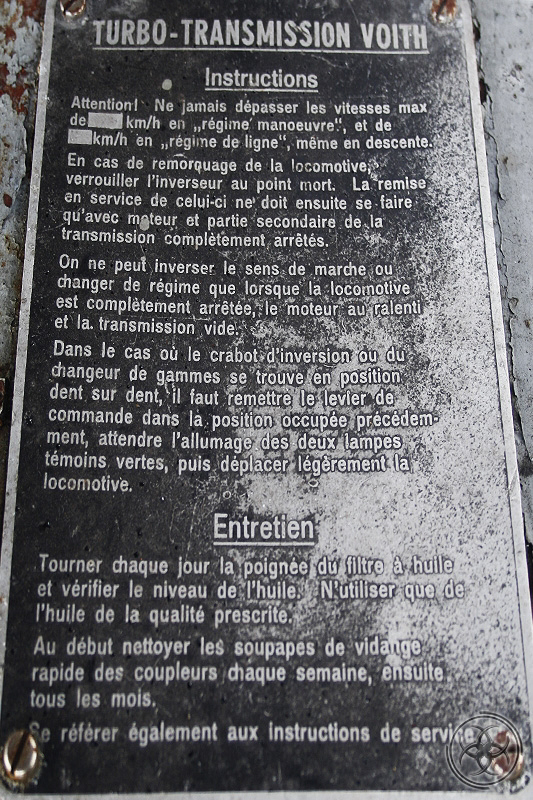 TURBO-TRANSMISSION VOITH
Instructions
Attention! Ne jamais dépasser les vitesses max
de km/h en „régime manoeuvre“, et de
km/h en „régime de ligne“, même en descente.
En cas de remorquage de la locomotive,
verrouiller l'inverseur au point mort. La remise
en service de celui-ci ne doit ensuite se faire
qu'avec moteur et partie secondaire de la
transmission complètement arrêtés.
On ne peut inverser le sens de marche ou
changer de régime que lorsque la locomotive
est complètement arrêtée, le moteur au ralenti
et la transmission vide.
Dans le cas où le crabot d'inversion ou du
changeur de gammes se trouve en position
dent sur dent, il faut remettre le levier de
commande dans la position occupée précédem-
ment, attendre l'allumage des deux lampes
témoins vertes, puis déplacer légèrement la
locomotive.
Entretien
Tourner chaque jour la poignée du filtre à huile
et vérifier le niveau de l'huile. N'utiliser que de
l'huile de la qualité prescrite.
Au début nettoyer les soupapes de vidange
rapide des coupleurs chaque semaine, ensuite
tous les mois.
Se référer également aux instructions de service.